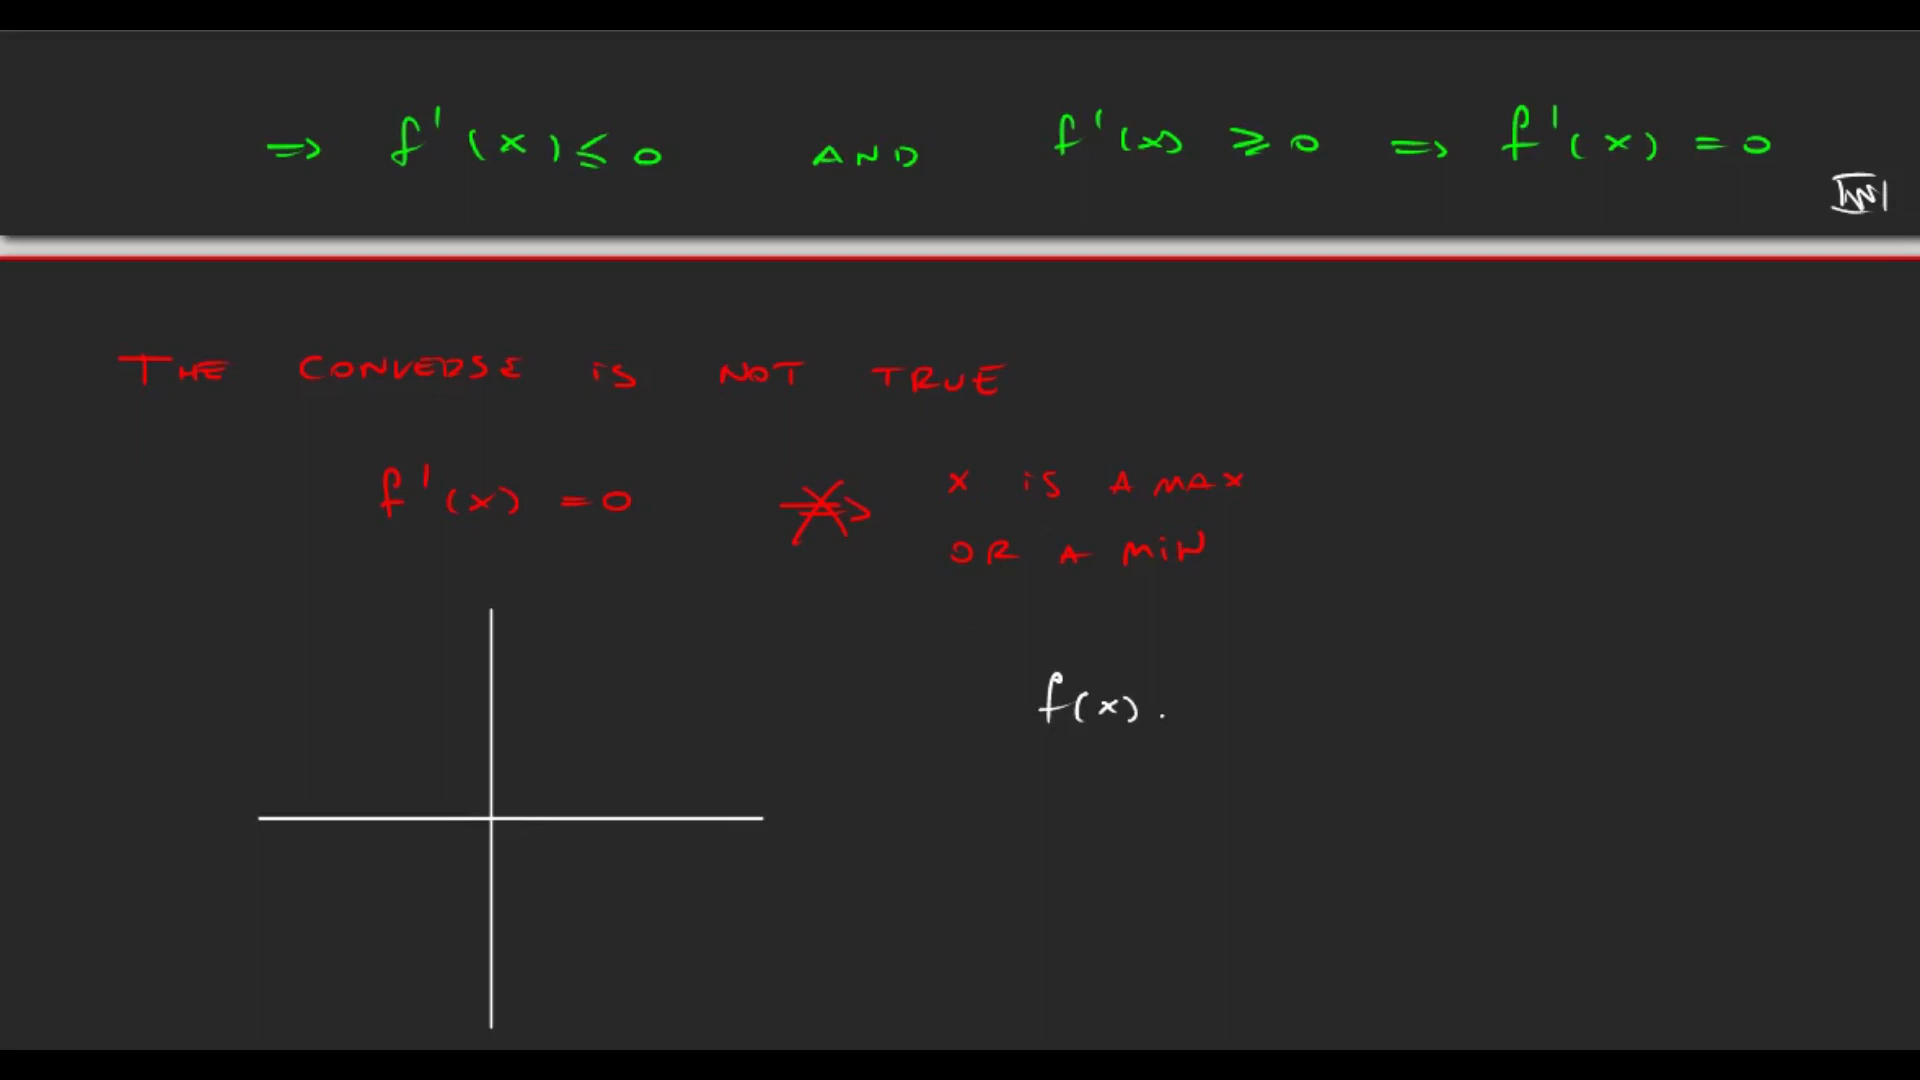 ⇒ f'(x) ≤ 0 AND f'(x) ≥ 0 ⇒ f'(x) = 0
THE CONVERSE iS NOT TRUE
f'(x) = 0 ⇏ x iS A MAX
OR A MiN
f(x).